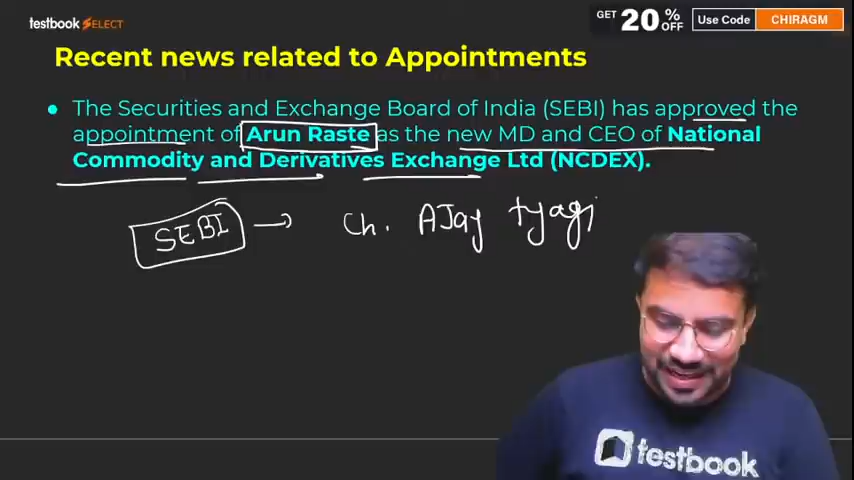 testbook SELECT
GET 20% OFF Use Code CHIRAGM
Recent news related to Appointments
The Securities and Exchange Board of India (SEBI) has approved the
appointment of Arun Raste as the new MD and CEO of National
Commodity and Derivatives Exchange Ltd (NCDEX).
SEBI → Ch. AJay tyagi
testbook